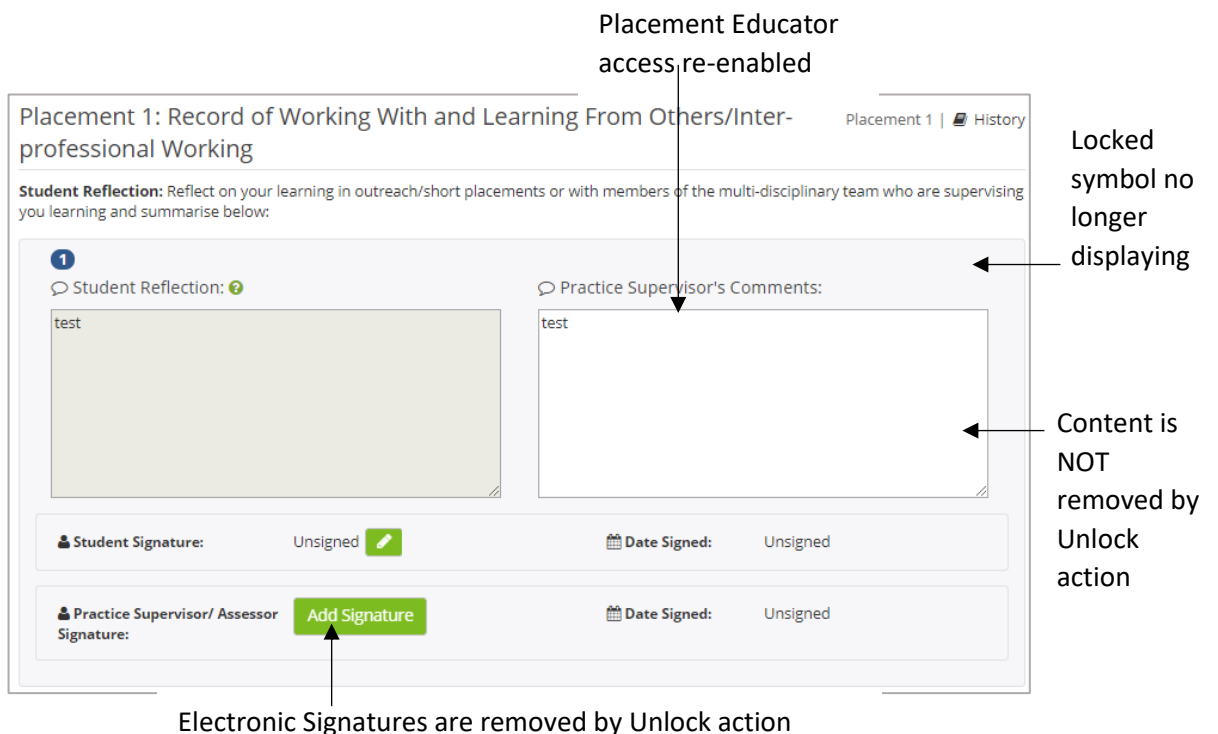 Placement Educator
access re-enabled
Placement 1: Record of Working With and Learning From Others/Inter-
professional Working
Placement 1 | History
Locked
symbol no
longer
displaying
Student Reflection: Reflect on your learning in outreach/short placements or with members of the multi-disciplinary team who are supervising
you learning and summarise below:
1
Student Reflection: ?
Practice Supervisor's Comments:
test
test
Content is
NOT
removed by
Unlock
action
Student Signature: Unsigned
Date Signed: Unsigned
Practice Supervisor/ Assessor
Signature:
Add Signature
Date Signed: Unsigned
Electronic Signatures are removed by Unlock action